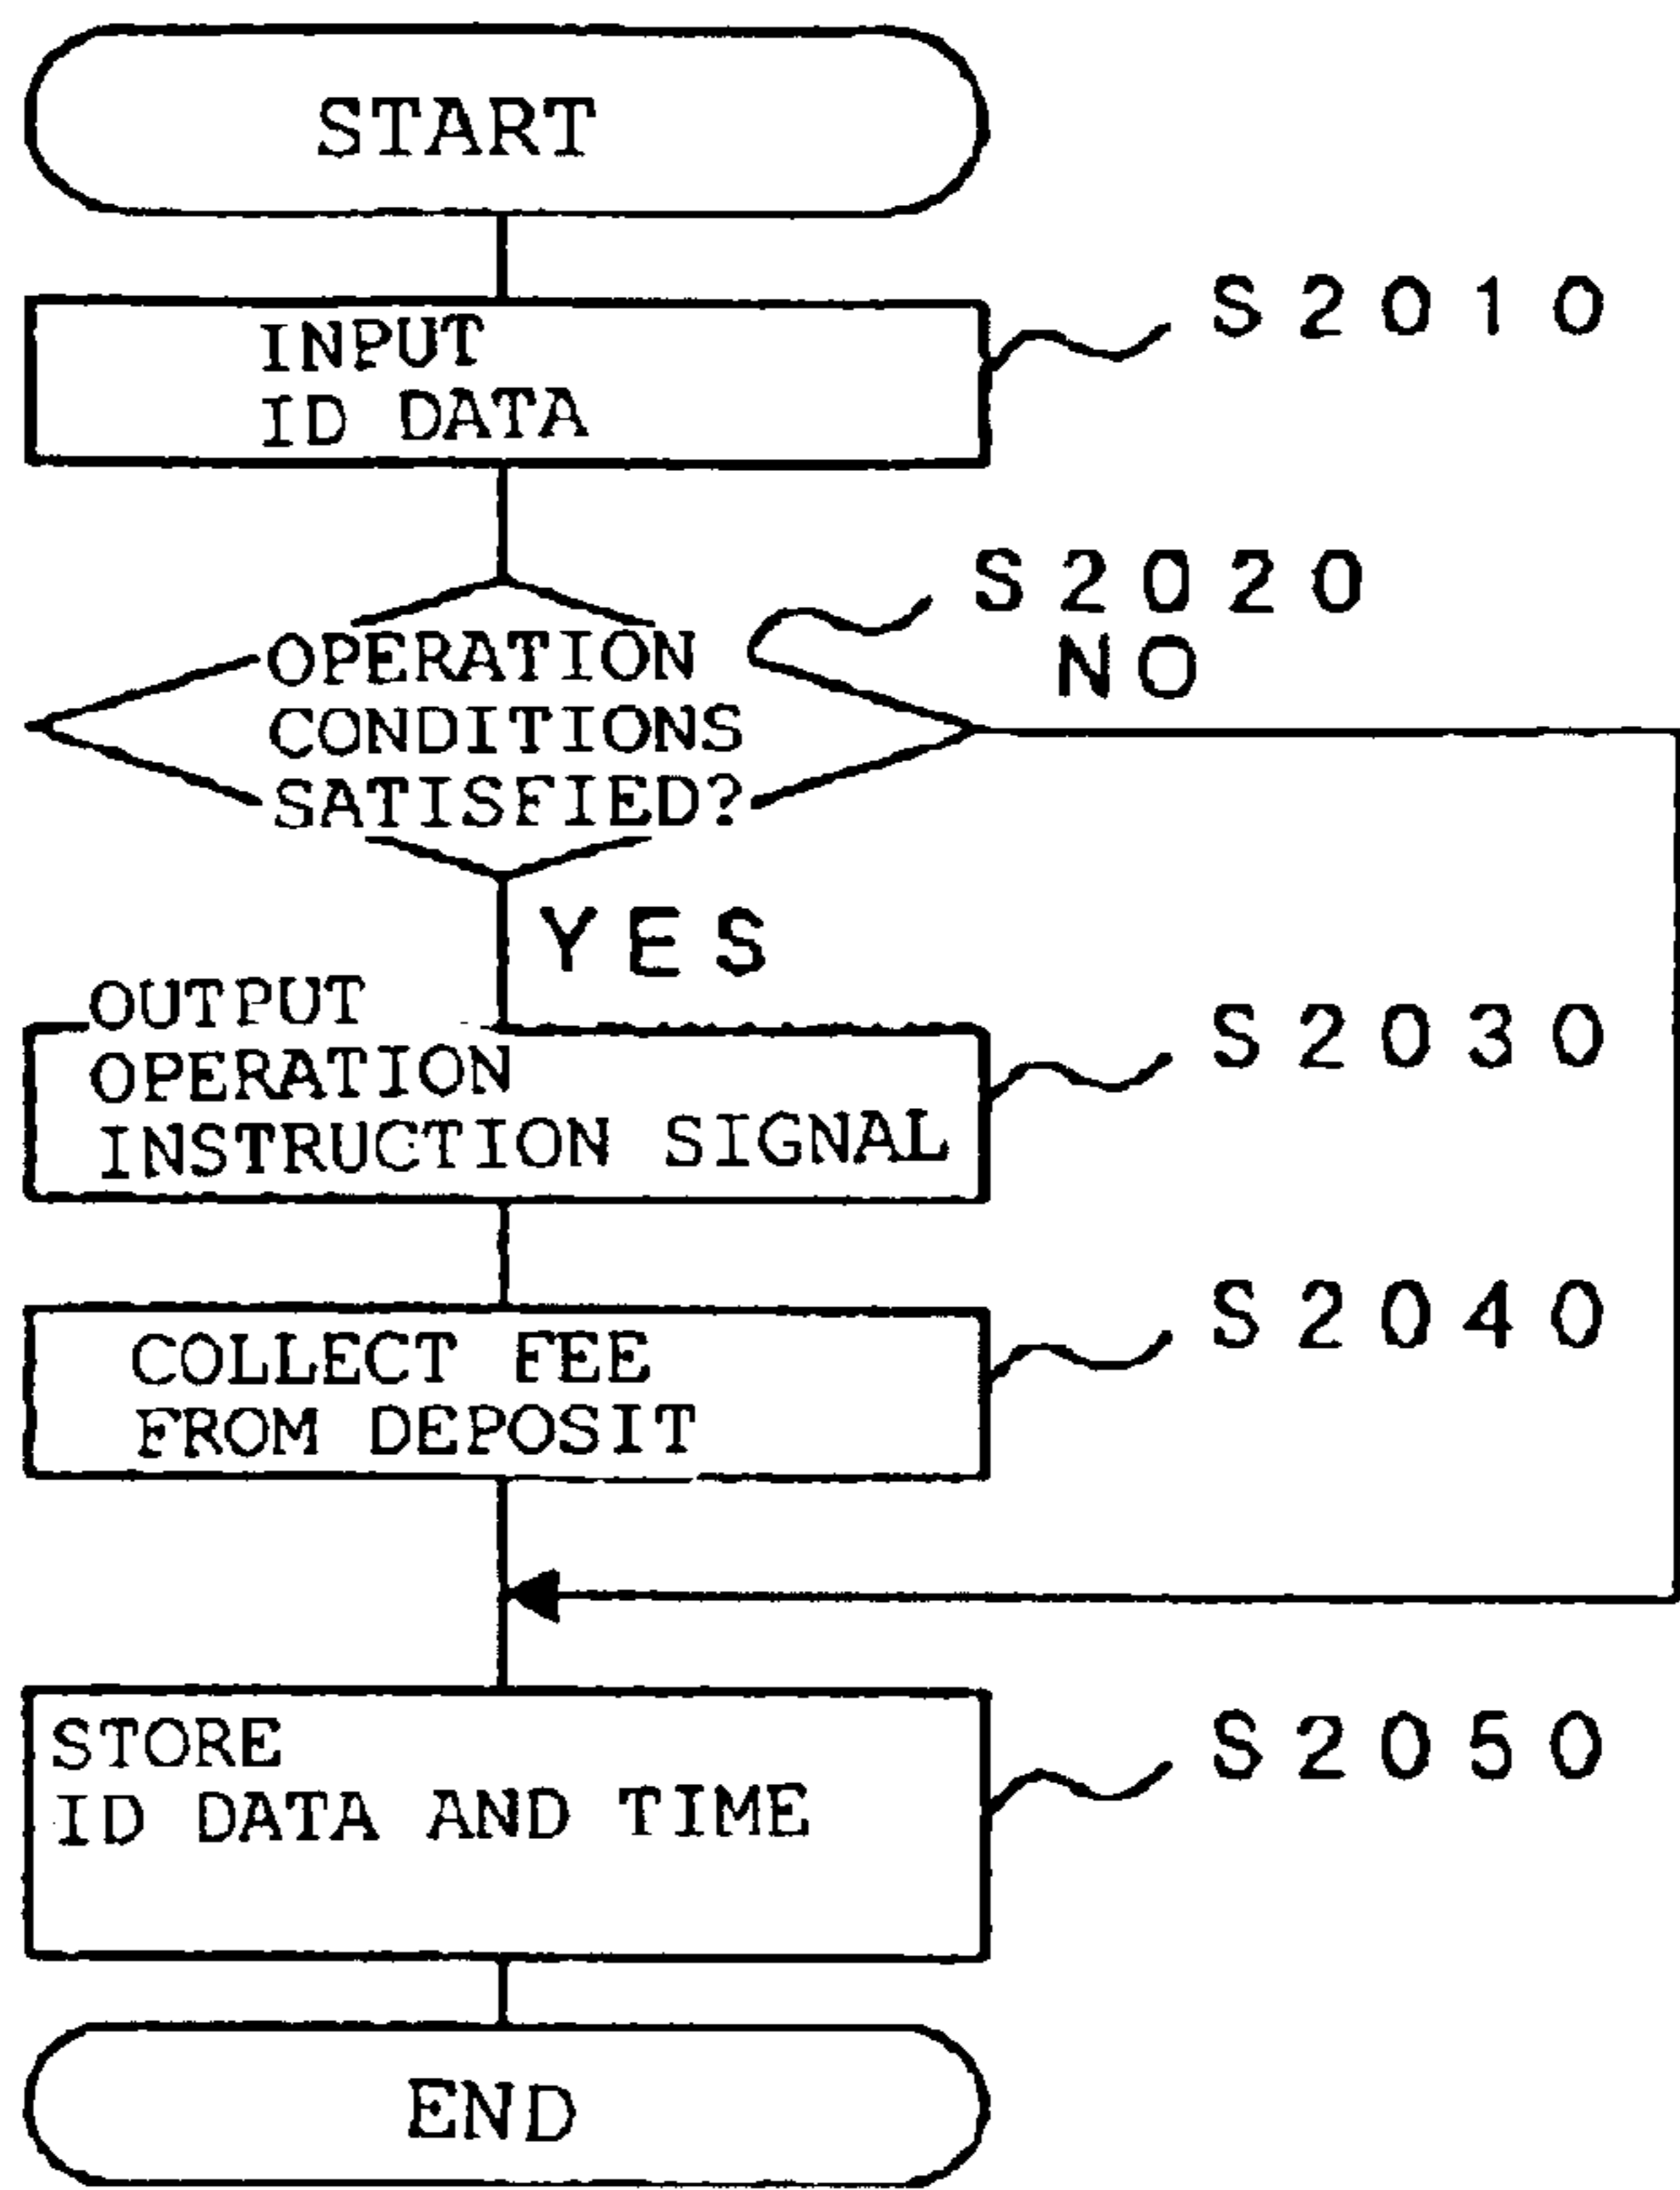 START
S2010
INPUT
ID DATA
S2020
NO
OPERATION
CONDITIONS
SATISFIED?
YES
OUTPUT
OPERATION
INSTRUCTION SIGNAL
S2030
COLLECT FEE
FROM DEPOSIT
S2040
STORE
ID DATA AND TIME
S2050
END